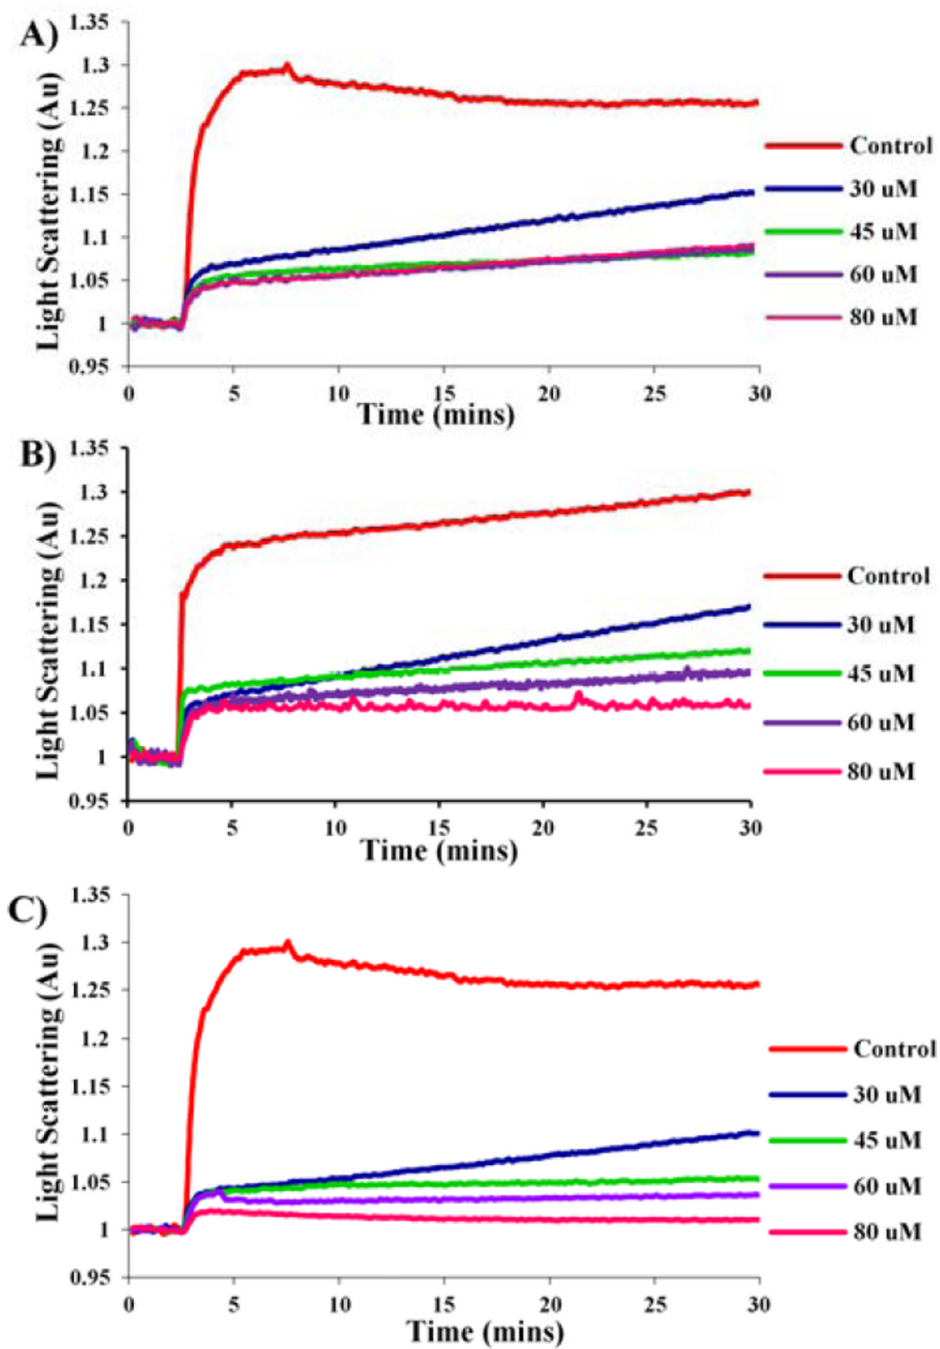 A)
Light Scattering (Au)
1.35
1.3
1.25
1.2
1.15
1.1
1.05
1
0.95
0 5 10 15 20 25 30
Time (mins)
Control
30 uM
45 uM
60 uM
80 uM
B)
Light Scattering (Au)
1.35
1.3
1.25
1.2
1.15
1.1
1.05
1
0.95
0 5 10 15 20 25 30
Time (mins)
Control
30 uM
45 uM
60 uM
80 uM
C)
Light Scattering (Au)
1.35
1.3
1.25
1.2
1.15
1.1
1.05
1
0.95
0 5 10 15 20 25 30
Time (mins)
Control
30 uM
45 uM
60 uM
80 uM